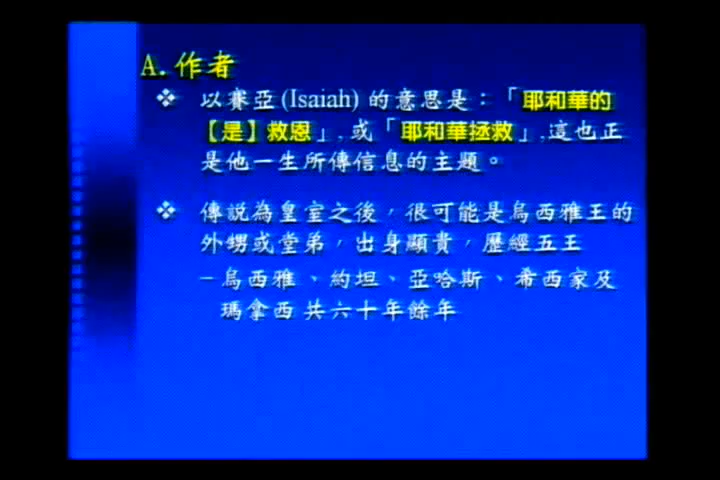 A.作者
❖ 以賽亞(Isaiah)的意思是：「耶和華的
【是】救恩」,或「耶和華拯救」,這也正
是他一生所傳信息的主題。
❖ 傳說為皇室之後，很可能是烏西雅王的
外甥或堂弟，出身顯貴，歷經五王
–烏西雅、約坦、亞哈斯、希西家及
瑪拿西 共六十年餘年